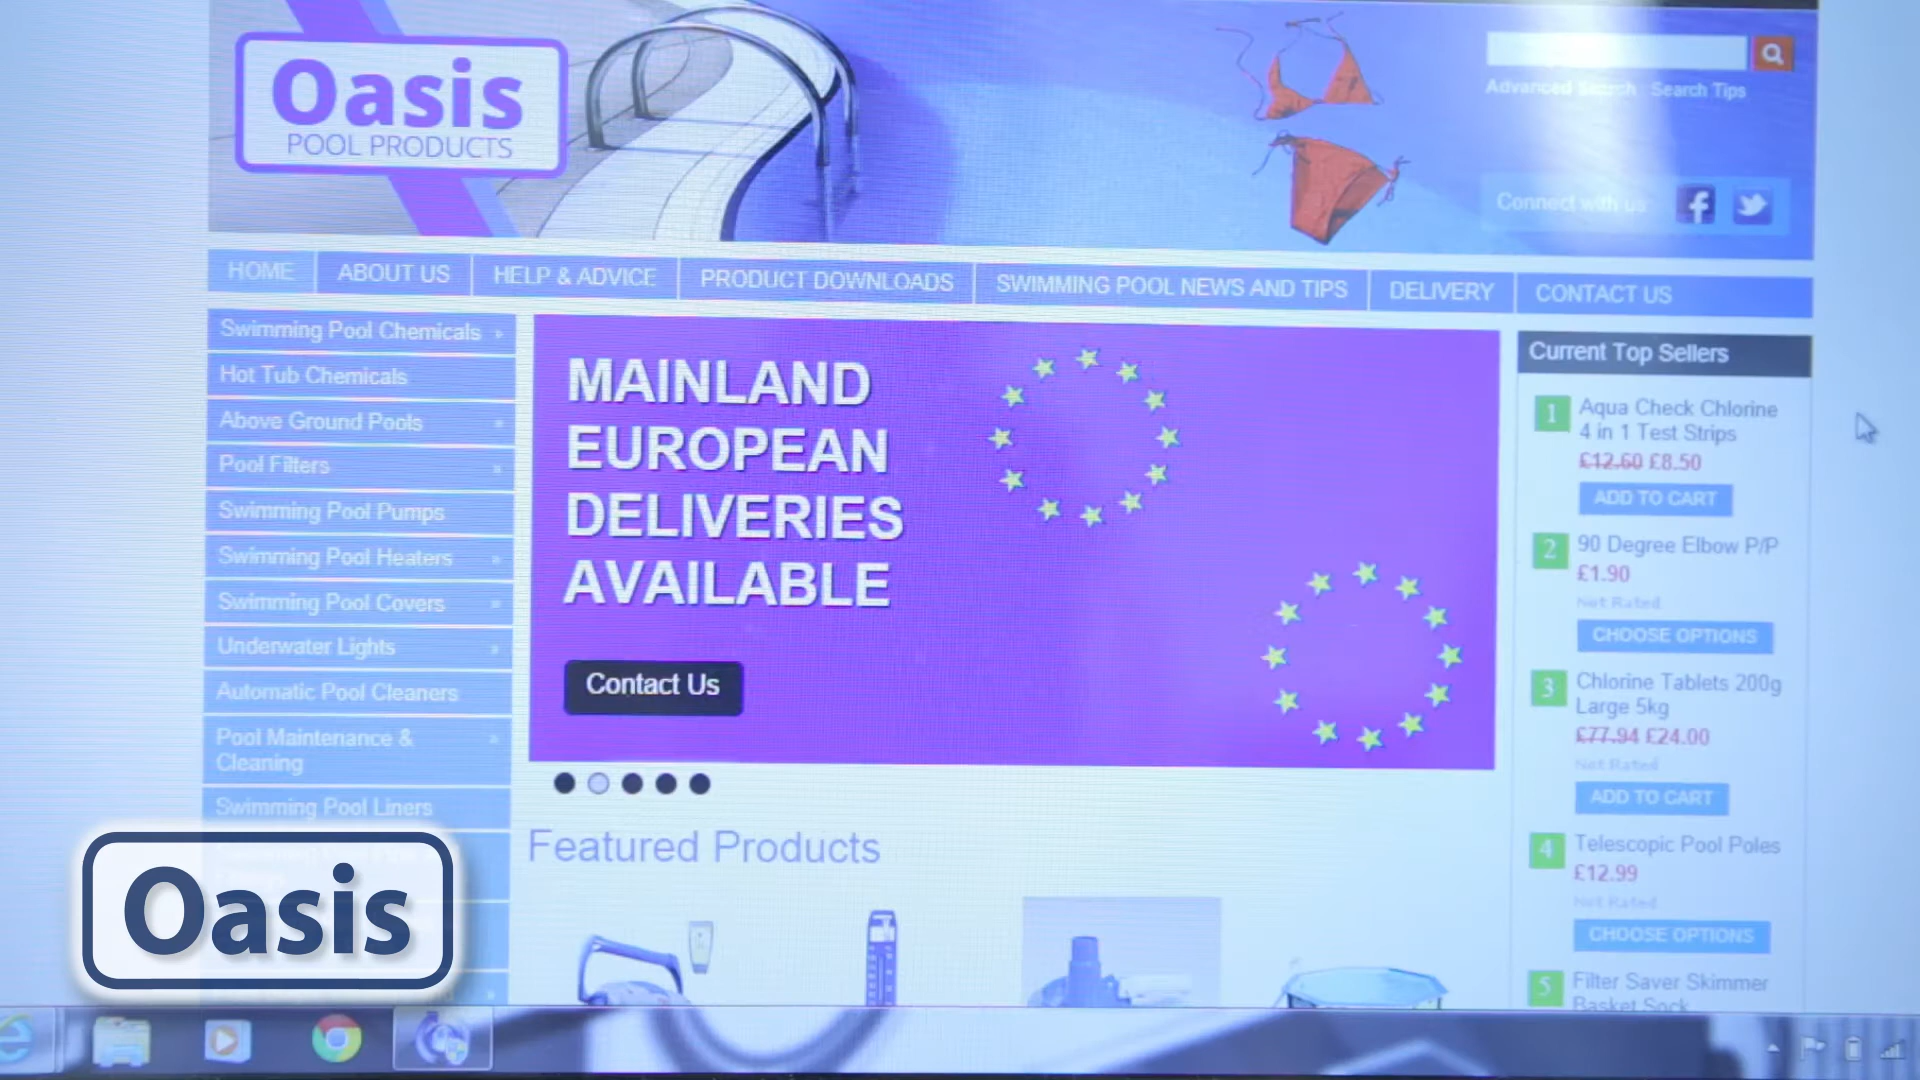 Oasis
POOL PRODUCTS
Advanced Search Search Tips
Connect with us
HOME ABOUT US HELP & ADVICE PRODUCT DOWNLOADS SWIMMING POOL NEWS AND TIPS DELIVERY CONTACT US
Swimming Pool Chemicals
Hot Tub Chemicals
Above Ground Pools
Pool Filters
Swimming Pool Pumps
Swimming Pool Heaters
Swimming Pool Covers
Underwater Lights
Automatic Pool Cleaners
Pool Maintenance &
Cleaning
Swimming Pool Liners
MAINLAND
EUROPEAN
DELIVERIES
AVAILABLE
Contact Us
Featured Products
Current Top Sellers
1 Aqua Check Chlorine
4 in 1 Test Strips
£12.60 £8.50
ADD TO CART
2 90 Degree Elbow P/P
£1.90
Not Rated
CHOOSE OPTIONS
3 Chlorine Tablets 200g
Large 5kg
£77.94 £24.00
Not Rated
ADD TO CART
4 Telescopic Pool Poles
£12.99
Not Rated
CHOOSE OPTIONS
5 Filter Saver Skimmer
Basket Sock
Oasis